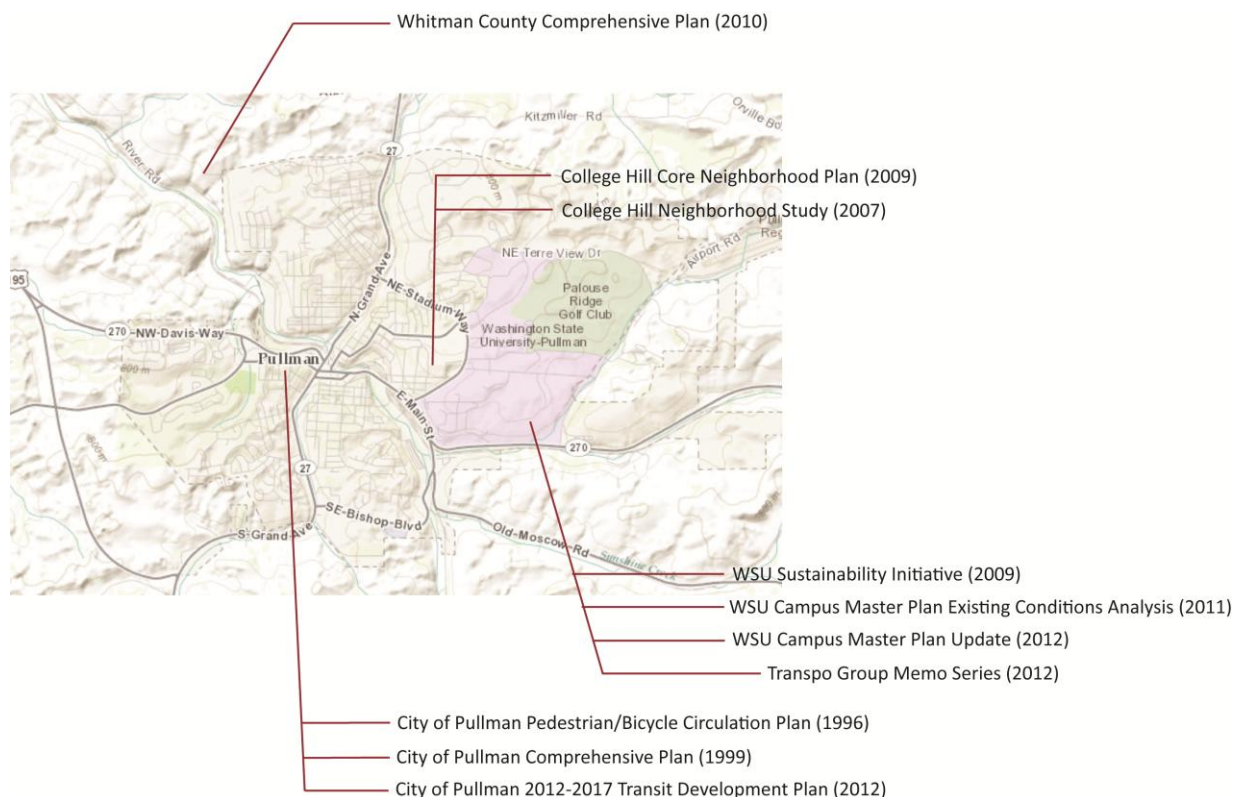 Whitman County Comprehensive Plan (2010)
Kitzmiller Rd
River Rd
27
College Hill Core Neighborhood Plan (2009)
College Hill Neighborhood Study (2007)
NE Terre View Dr
Airport Rd
95
N-Grand Ave
NE-Stadium-Way
Palouse
Ridge
Golf Club
270
NW-Davis-Way
Washington State
University-Pullman
Pullman
E-Main-St
270
27
SE-Bishop-Blvd
S-Grand-Ave
Old-Moscow-Rd
Sunshine Creek
WSU Sustainability Initiative (2009)
WSU Campus Master Plan Existing Conditions Analysis (2011)
WSU Campus Master Plan Update (2012)
Transpo Group Memo Series (2012)
City of Pullman Pedestrian/Bicycle Circulation Plan (1996)
City of Pullman Comprehensive Plan (1999)
City of Pullman 2012-2017 Transit Development Plan (2012)